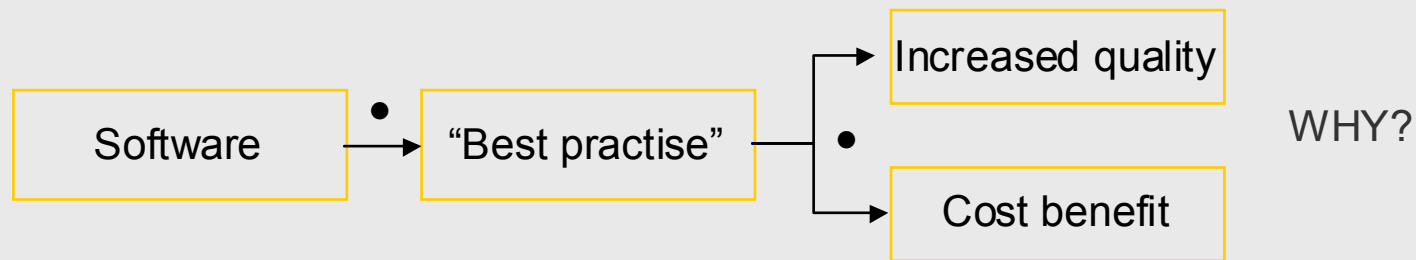 Software
“Best practise”
Increased quality
Cost benefit
WHY?